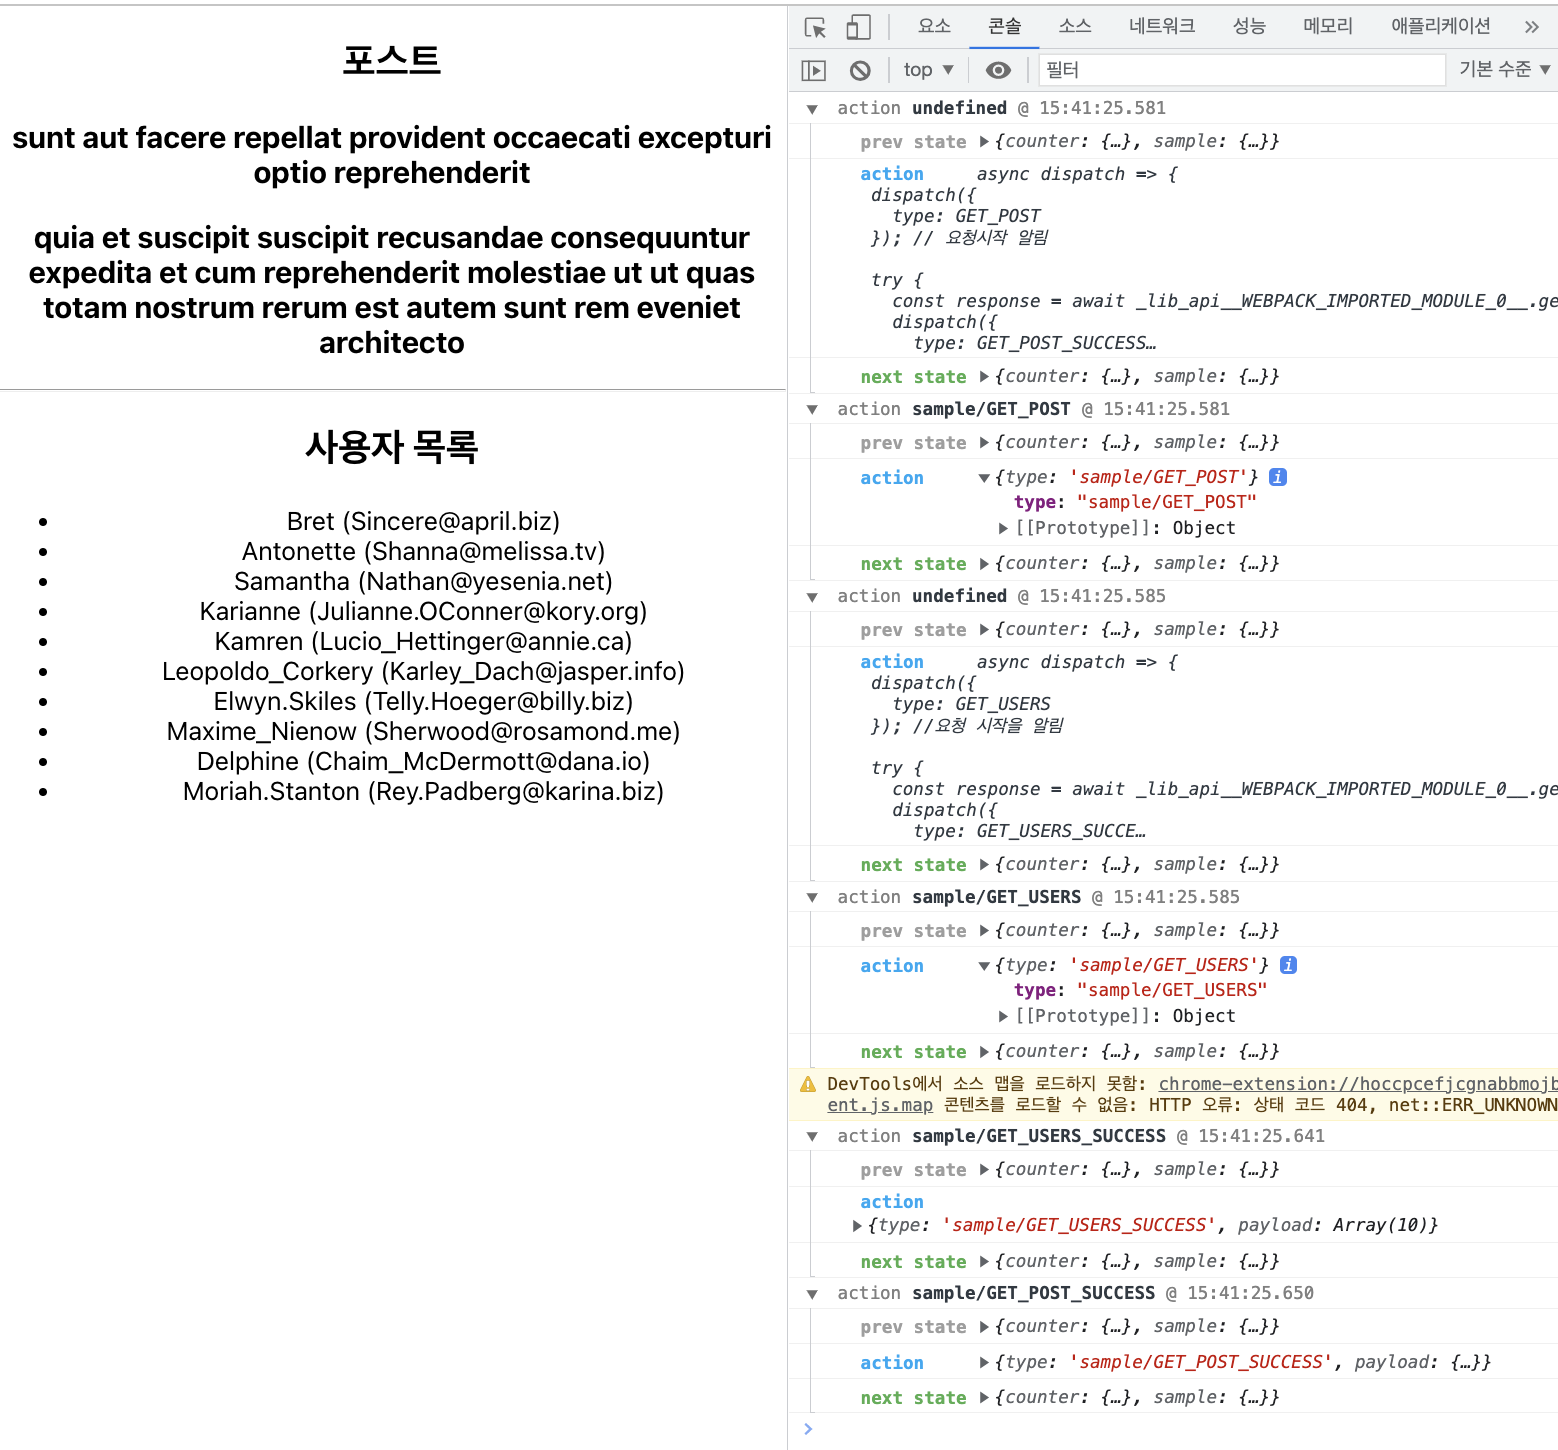 포스트
sunt aut facere repellat provident occaecati excepturi
optio reprehenderit
quia et suscipit suscipit recusandae consequuntur
expedita et cum reprehenderit molestiae ut ut quas
totam nostrum rerum est autem sunt rem eveniet
architecto
사용자 목록
• Bret (Sincere@april.biz)
• Antonette (Shanna@melissa.tv)
• Samantha (Nathan@yesenia.net)
• Karianne (Julianne.OConner@kory.org)
• Kamren (Lucio_Hettinger@annie.ca)
• Leopoldo_Corkery (Karley_Dach@jasper.info)
• Elwyn.Skiles (Telly.Hoeger@billy.biz)
• Maxime_Nienow (Sherwood@rosamond.me)
• Delphine (Chaim_McDermott@dana.io)
• Moriah.Stanton (Rey.Padberg@karina.biz)
요소 콘솔 소스 네트워크 성능 메모리 애플리케이션 »
top ▼ 필터 기본 수준 ▼
▼ action undefined @ 15:41:25.581
prev state ▶{counter: {…}, sample: {…}}
action async dispatch => {
dispatch({
type: GET_POST
}); // 요청시작 알림
try {
const response = await _lib_api__WEBPACK_IMPORTED_MODULE_0__.ge
dispatch({
type: GET_POST_SUCCESS…
next state ▶{counter: {…}, sample: {…}}
▼ action sample/GET_POST @ 15:41:25.581
prev state ▶{counter: {…}, sample: {…}}
action ▼{type: 'sample/GET_POST'} i
type: "sample/GET_POST"
▶[[Prototype]]: Object
next state ▶{counter: {…}, sample: {…}}
▼ action undefined @ 15:41:25.585
prev state ▶{counter: {…}, sample: {…}}
action async dispatch => {
dispatch({
type: GET_USERS
}); //요청 시작을 알림
try {
const response = await _lib_api__WEBPACK_IMPORTED_MODULE_0__.ge
dispatch({
type: GET_USERS_SUCCE…
next state ▶{counter: {…}, sample: {…}}
▼ action sample/GET_USERS @ 15:41:25.585
prev state ▶{counter: {…}, sample: {…}}
action ▼{type: 'sample/GET_USERS'} i
type: "sample/GET_USERS"
▶[[Prototype]]: Object
next state ▶{counter: {…}, sample: {…}}
DevTools에서 소스 맵을 로드하지 못함: chrome-extension://hoccpcefjcgnabbmojb
ent.js.map 콘텐츠를 로드할 수 없음: HTTP 오류: 상태 코드 404, net::ERR_UNKNOWN
▼ action sample/GET_USERS_SUCCESS @ 15:41:25.641
prev state ▶{counter: {…}, sample: {…}}
action
▶{type: 'sample/GET_USERS_SUCCESS', payload: Array(10)}
next state ▶{counter: {…}, sample: {…}}
▼ action sample/GET_POST_SUCCESS @ 15:41:25.650
prev state ▶{counter: {…}, sample: {…}}
action ▶{type: 'sample/GET_POST_SUCCESS', payload: {…}}
next state ▶{counter: {…}, sample: {…}}
>